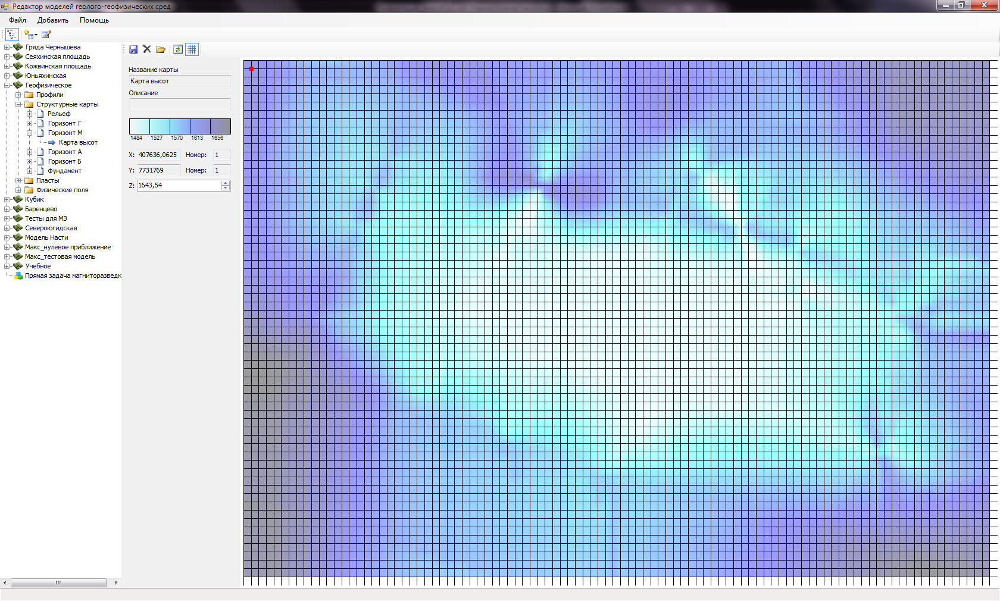 Редактор моделей геолого-геофизических сред
Файл Добавить Помощь
Гряда Чернышева
Сеяхинская площадь
Кожвинская площадь
Юньяхинская
Геофизическое
Профили
Структурные карты
Рельеф
Горизонт Г
Горизонт М
Карта высот
Горизонт А
Горизонт Б
Фундамент
Пласты
Физические поля
Кубик
Баренцево
Тесты для МЗ
Североюгидская
Модель Насти
Макс_нулевое приближение
Макс_тестовая модель
Учебное
Прямая задача магниторазведк
Название карты
Карта высот
Описание
1484 1527 1570 1613 1656
X: 407636,0625 Номер: 1
Y: 7731769 Номер: 1
Z: 1643,54